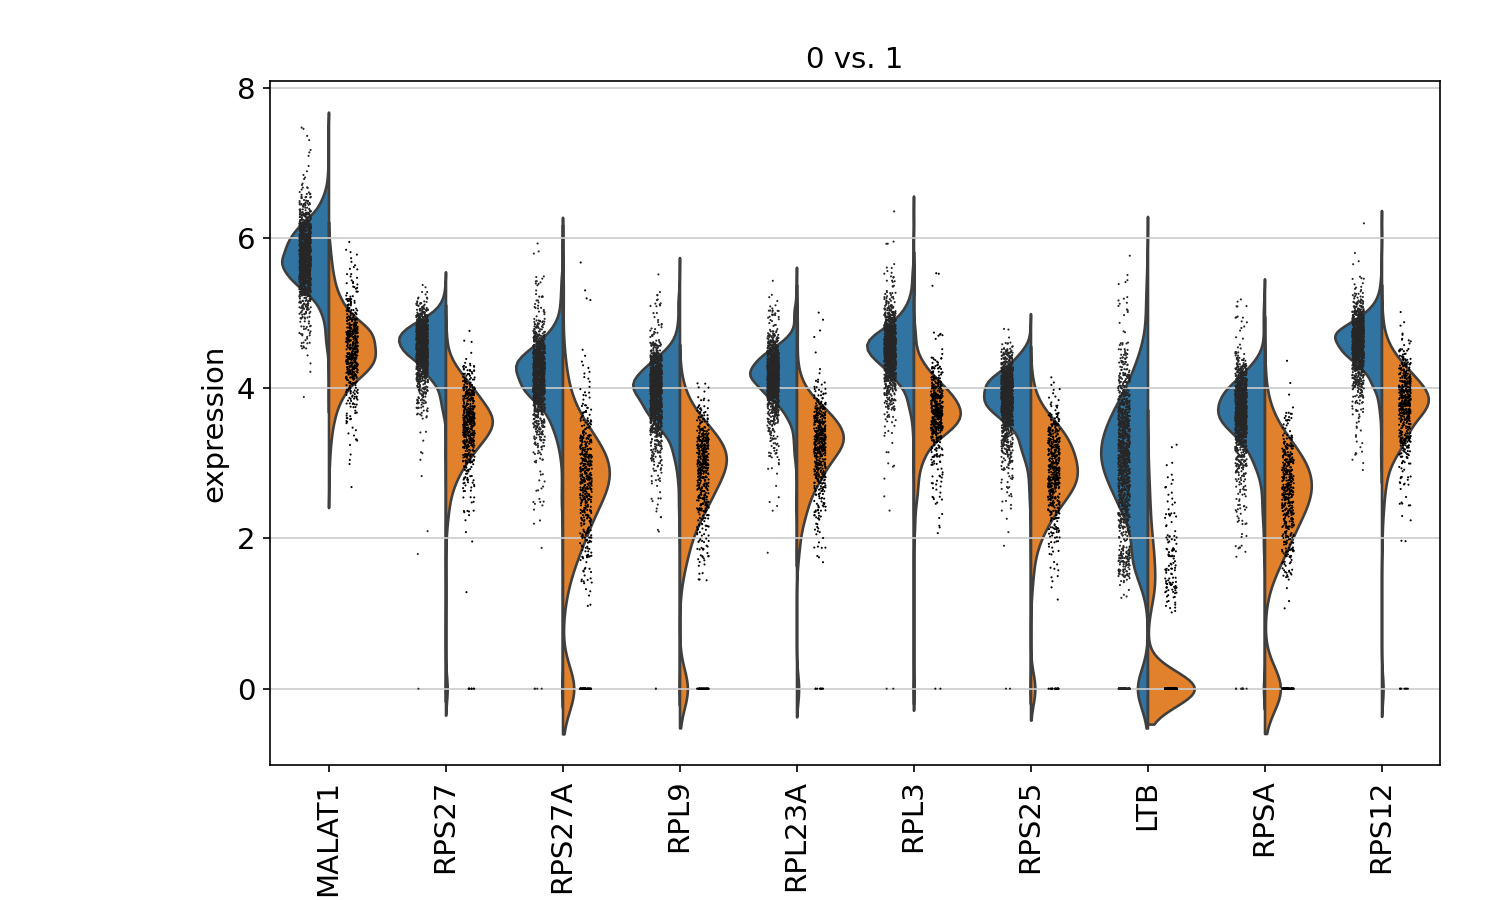 0 vs. 1
8
6
4
2
0
expression
MALAT1
RPS27
RPS27A
RPL9
RPL23A
RPL3
RPS25
LTB
RPSA
RPS12